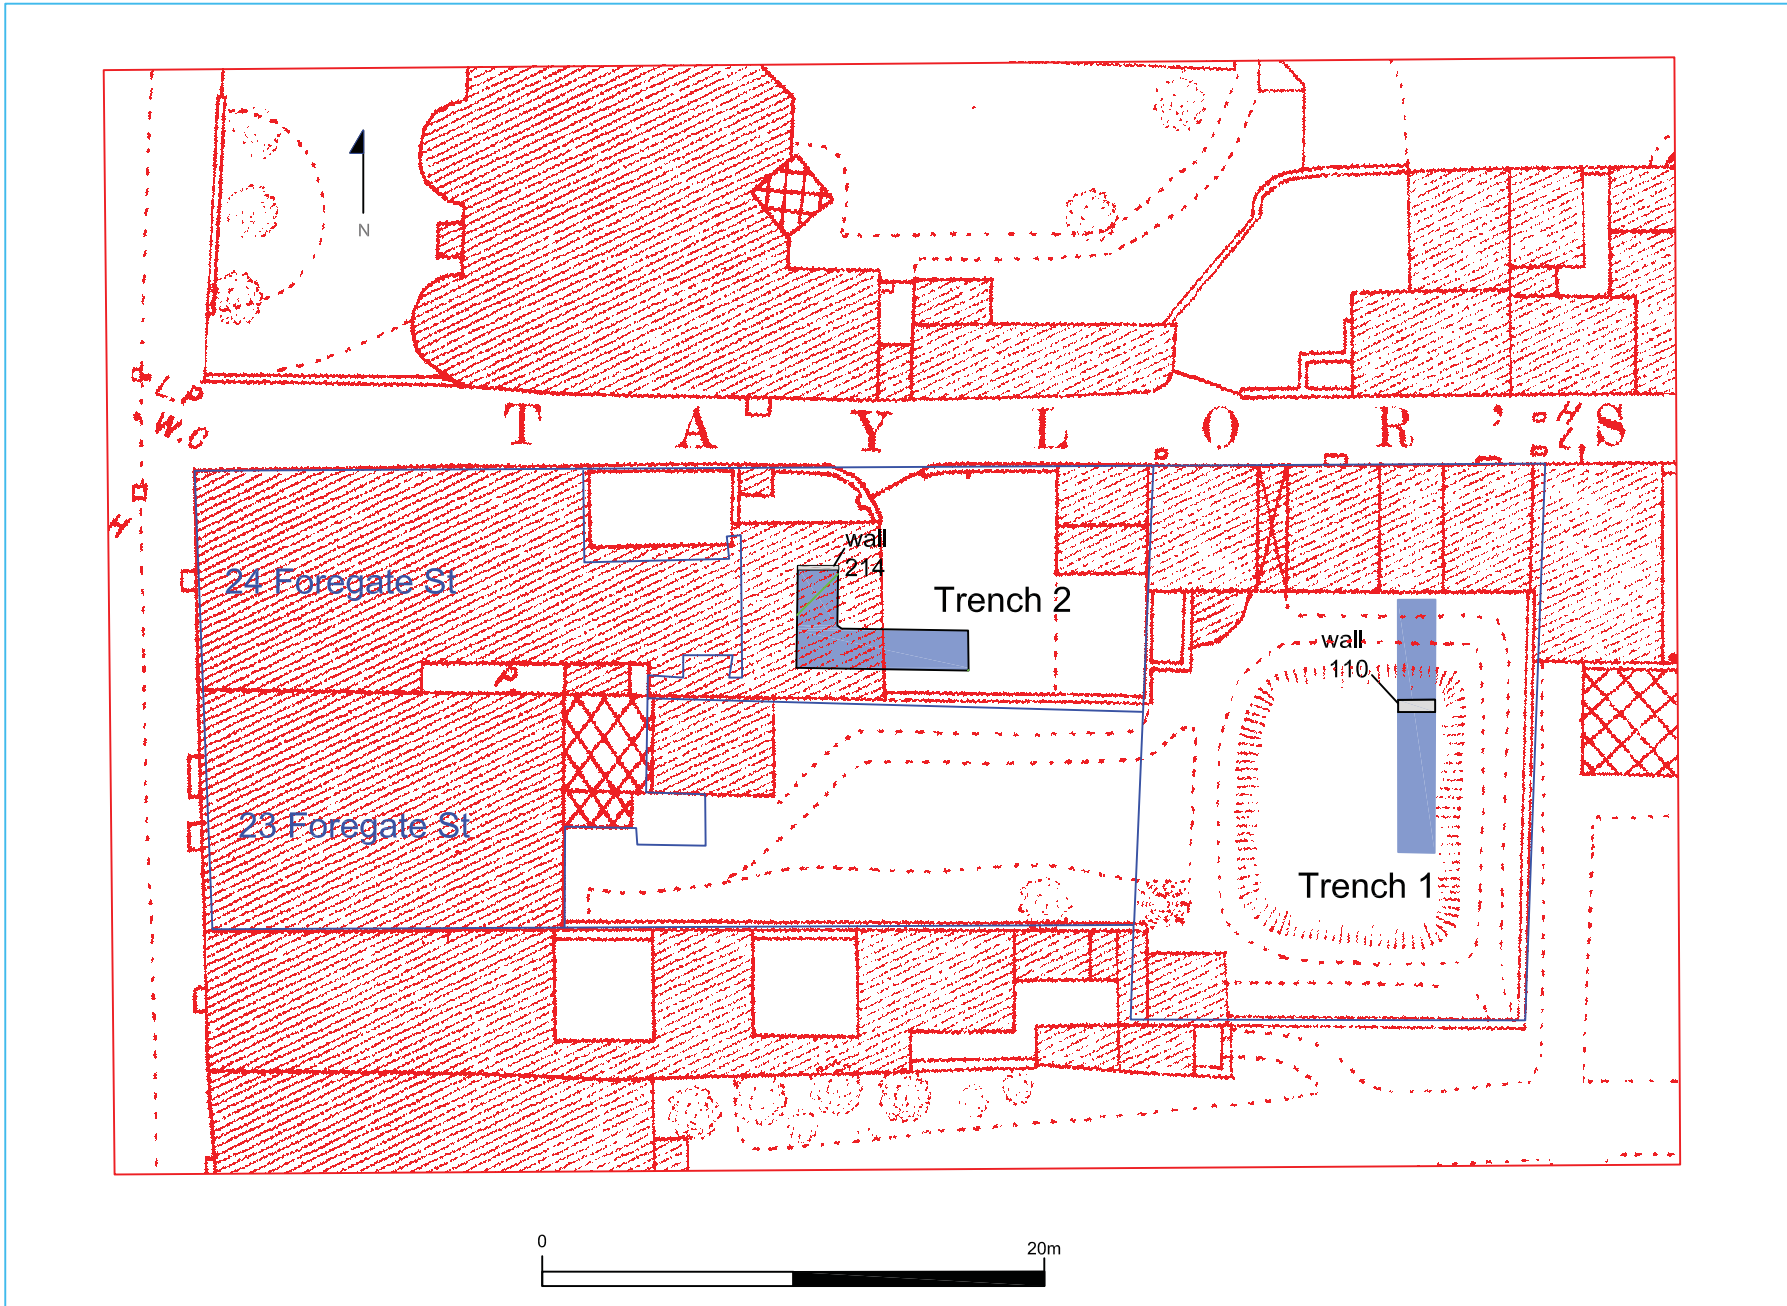 N
L.P
W.O
T A Y L O R ' S
H
H
L
24 Foregate St
wall
214
Trench 2
wall
110
P
23 Foregate St
Trench 1
0 20m